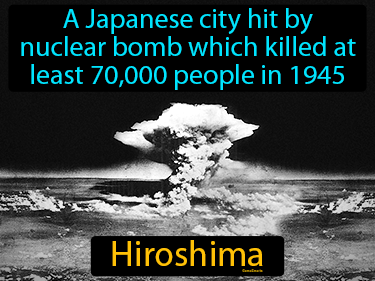 A Japanese city hit by
nuclear bomb which killed at
least 70,000 people in 1945
Hiroshima